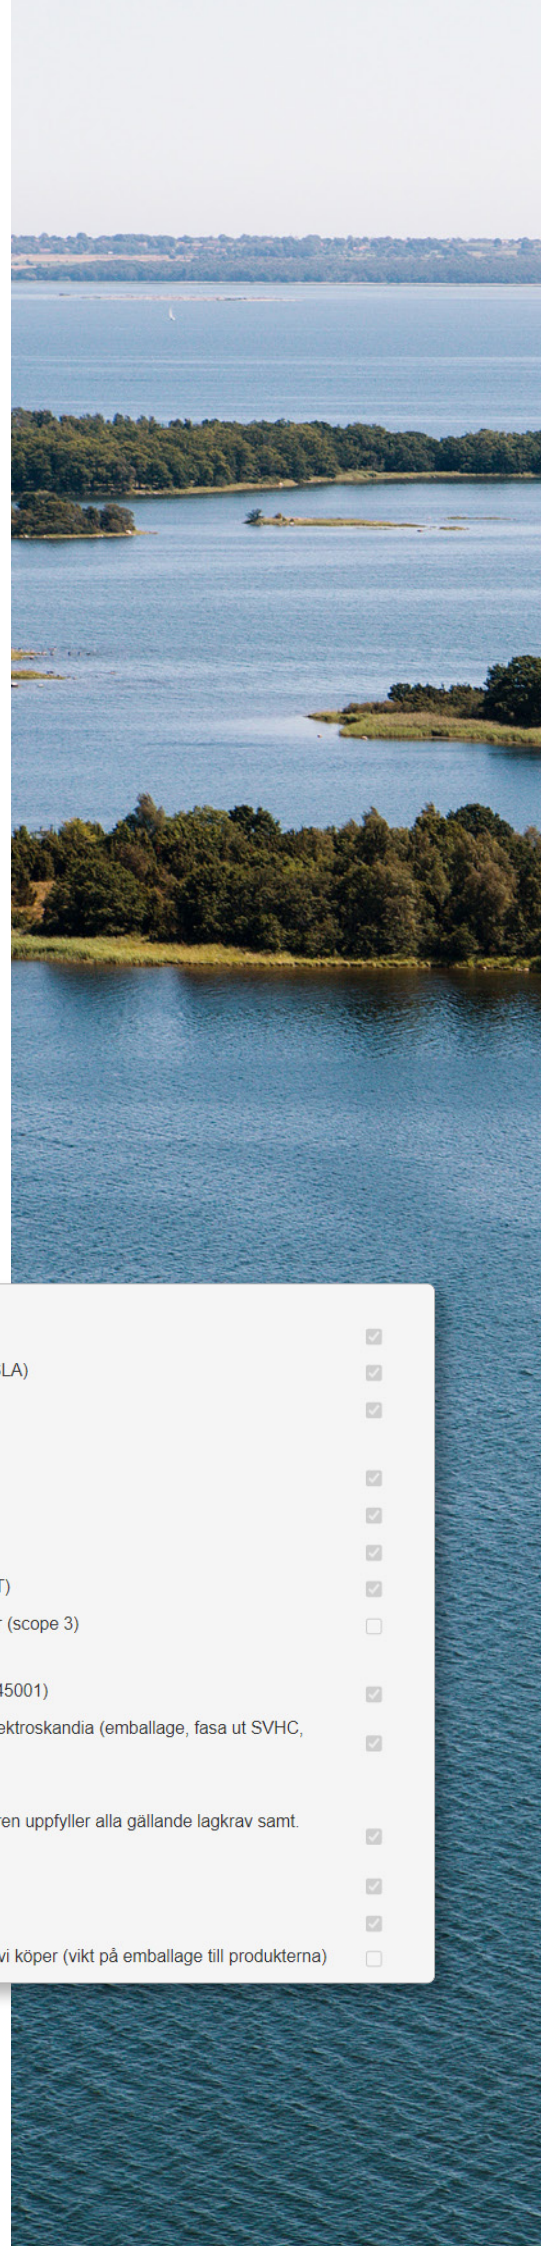 LA)
T)
r (scope 3)
45001)
ektroskandia (emballage, fasa ut SVHC,
ren uppfyller alla gällande lagkrav samt.
vi köper (vikt på emballage till produkterna)